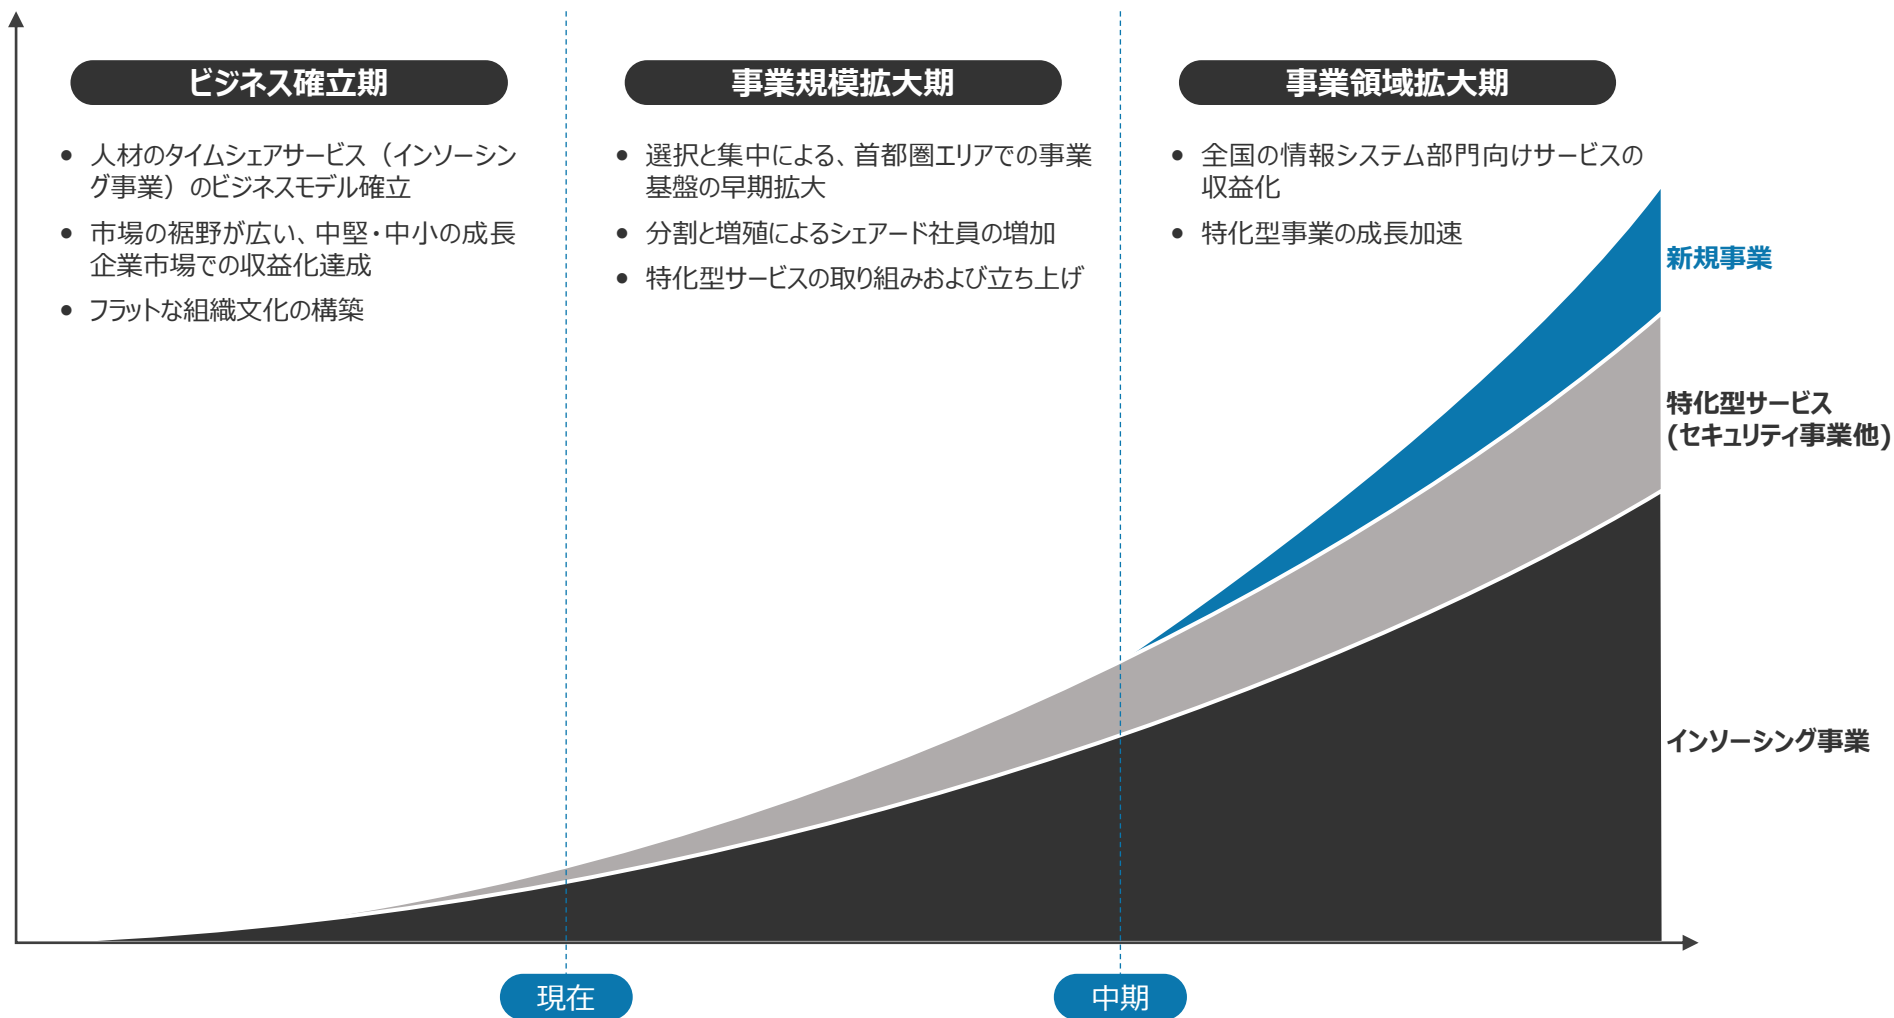 ビジネス確立期
• 人材のタイムシェアサービス（インソーシン
グ事業）のビジネスモデル確立
• 市場の裾野が広い、中堅・中小の成長
企業市場での収益化達成
• フラットな組織文化の構築
事業規模拡大期
• 選択と集中による、首都圏エリアでの事業
基盤の早期拡大
• 分割と増殖によるシェアード社員の増加
• 特化型サービスの取り組みおよび立ち上げ
事業領域拡大期
• 全国の情報システム部門向けサービスの
収益化
• 特化型事業の成長加速
新規事業
特化型サービス
(セキュリティ事業他)
インソーシング事業
現在
中期